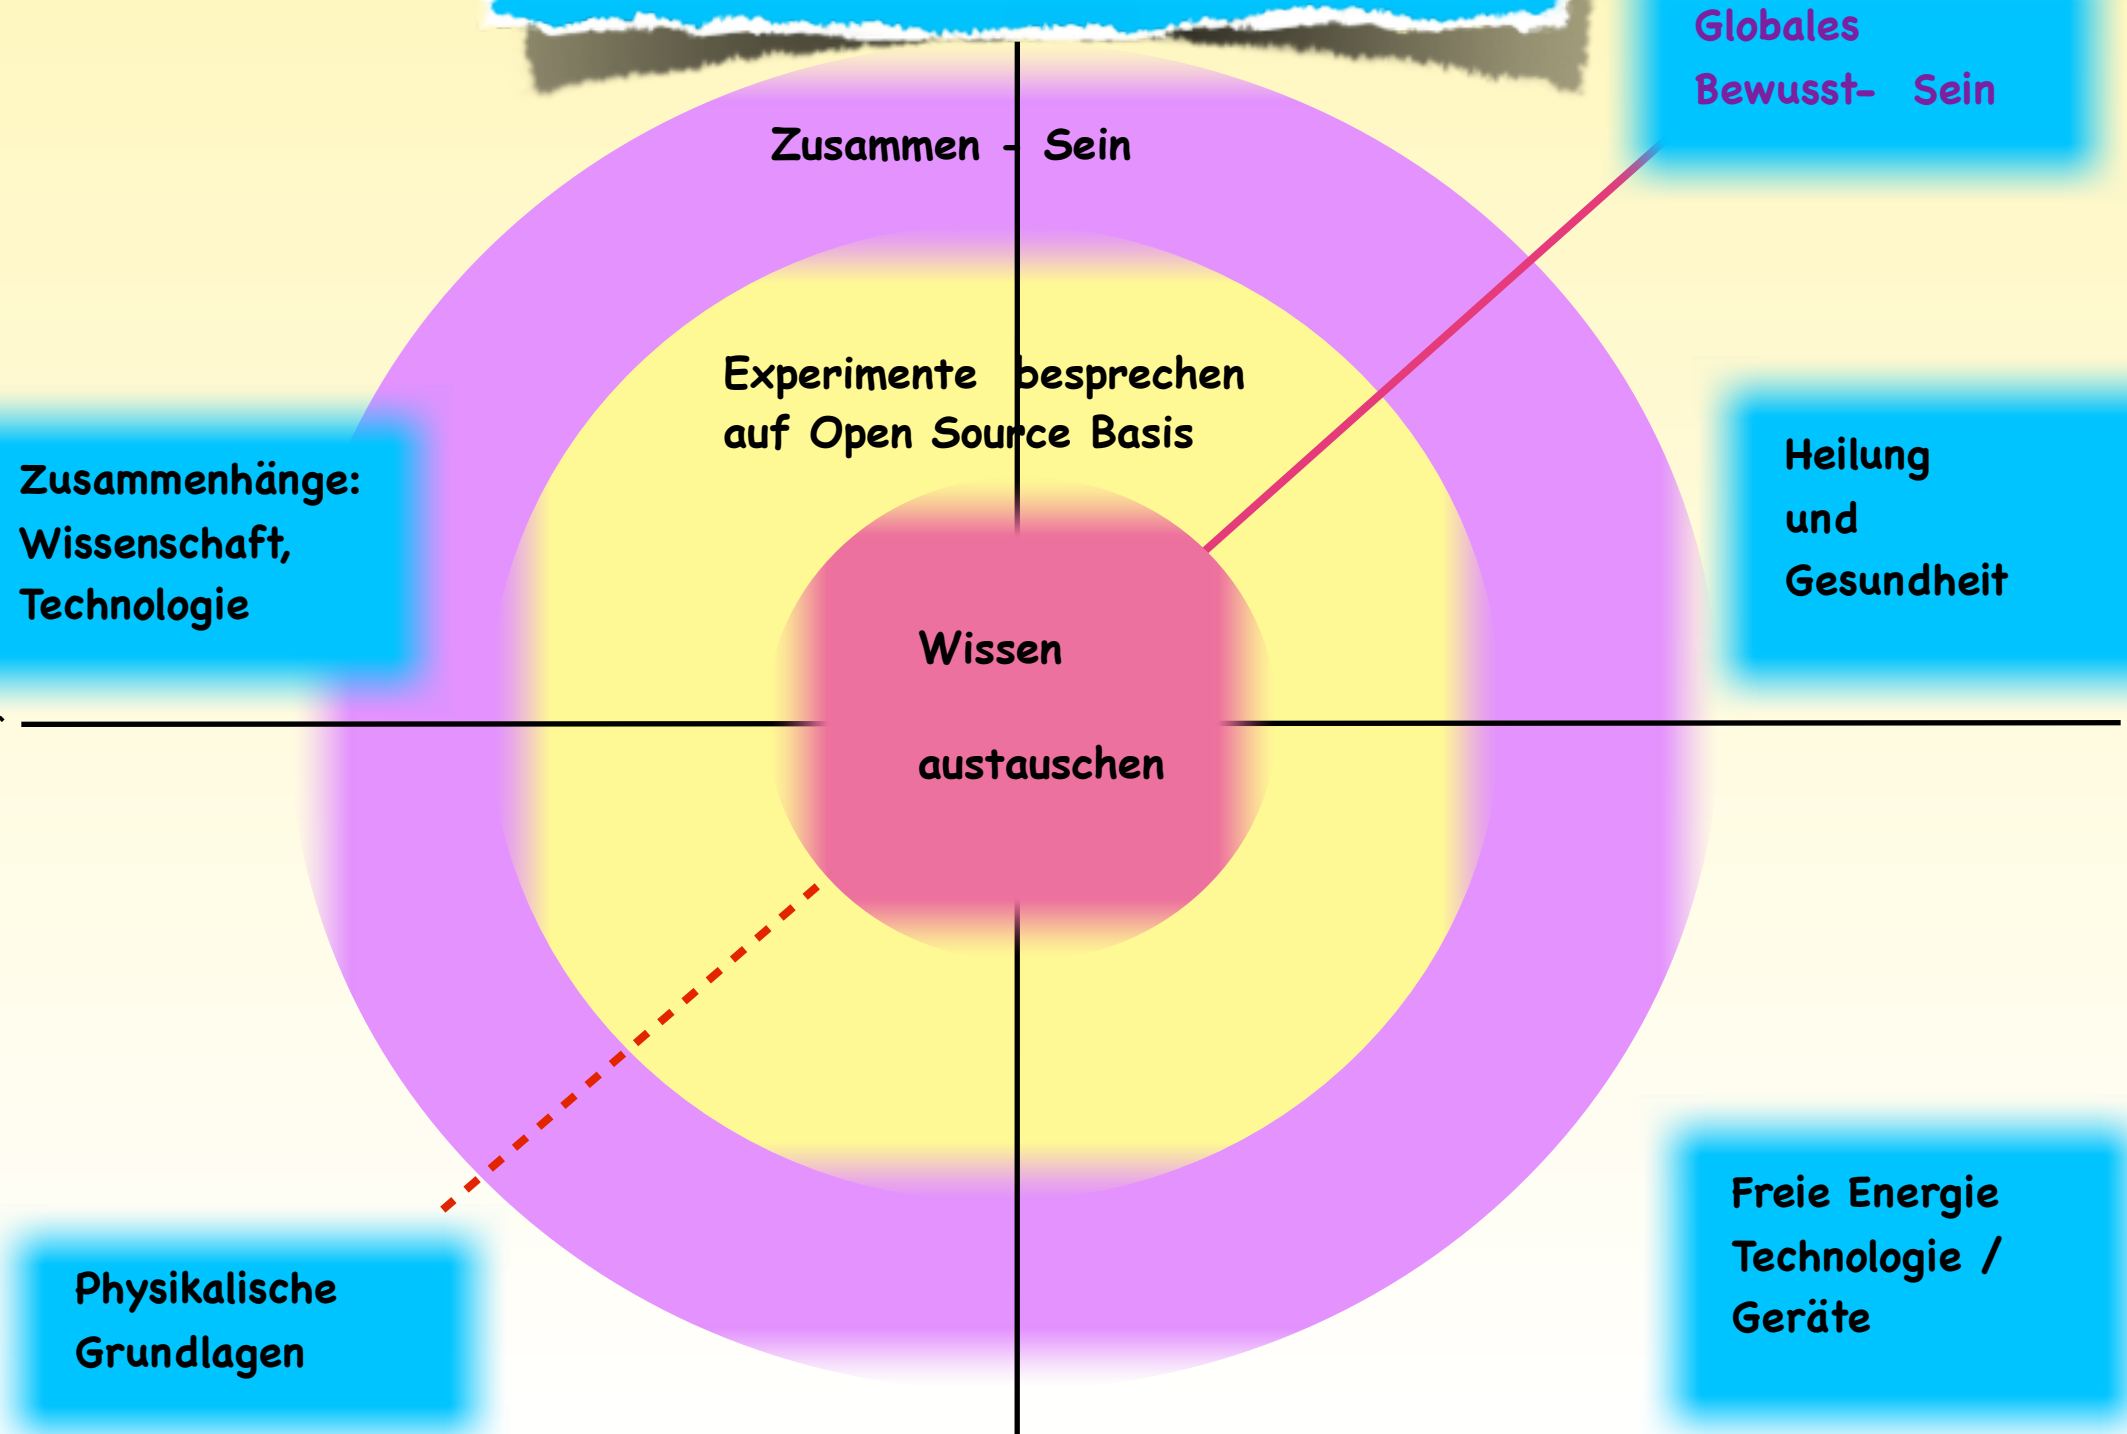 Globales
Bewusst- Sein
Zusammen - Sein
Experimente besprechen
auf Open Source Basis
Zusammenhänge:
Wissenschaft,
Technologie
Heilung
und
Gesundheit
Wissen
austauschen
Physikalische
Grundlagen
Freie Energie
Technologie /
Geräte